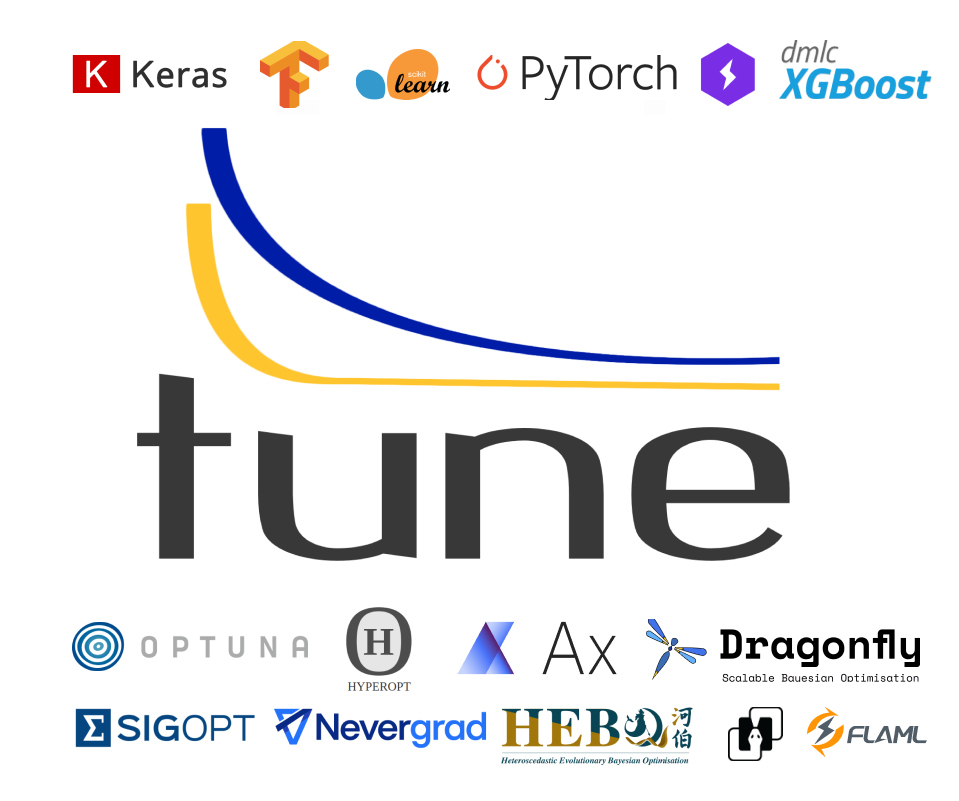 K Keras
scikit
learn
PyTorch
dmlc
XGBoost
tune
OPTUNA
H
HYPEROPT
Ax
Dragonfly
Scalable Bayesian Optimisation
Σ SIGOPT
Nevergrad
HEBO 河伯
Heteroscedastic Evolutionary Bayesian Optimisation
FLAML